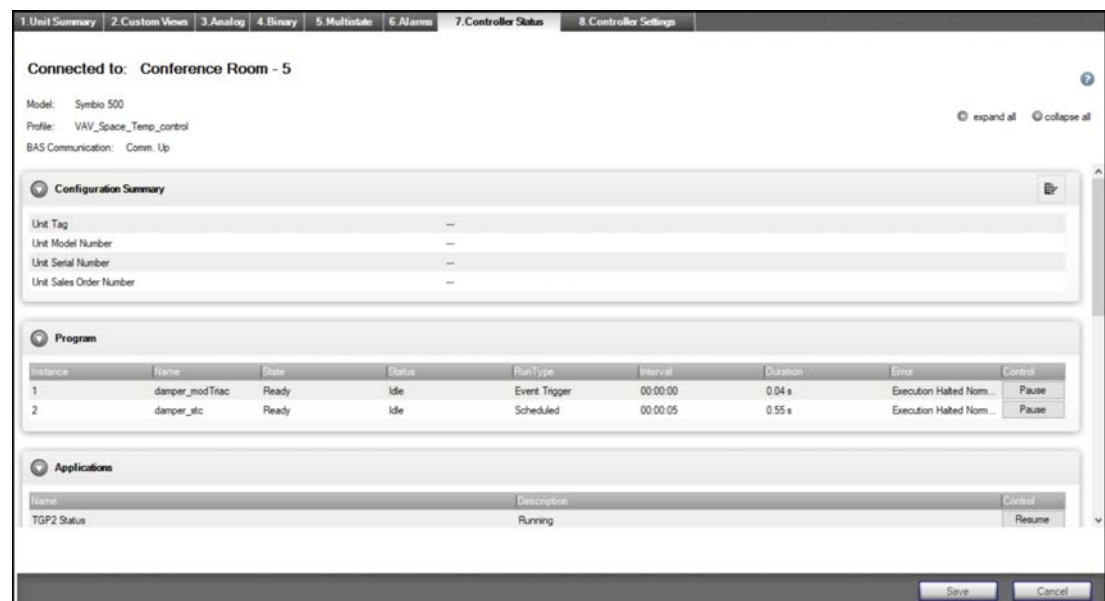 1.Unit Summary 2.Custom Views 3.Analog 4.Binary 5.Multistate 6.Alarms 7.Controller Status 8.Controller Settings
Connected to: Conference Room - 5
Model: Symbio 500
expand all collapse all
Profile: VAV_Space_Temp_control
BAS Communication: Comm. Up
Configuration Summary
Unit Tag --
Unit Model Number --
Unit Serial Number --
Unit Sales Order Number --
Program
Instance Name State Status RunType Interval Duration Error Control
1 damper_modTriac Ready Idle Event Trigger 00:00:00 0.04 s Execution Halted Norm... Pause
2 damper_stc Ready Idle Scheduled 00:00:05 0.55 s Execution Halted Norm... Pause
Applications
Name Description Control
TGP2 Status Running Resume
Save Cancel